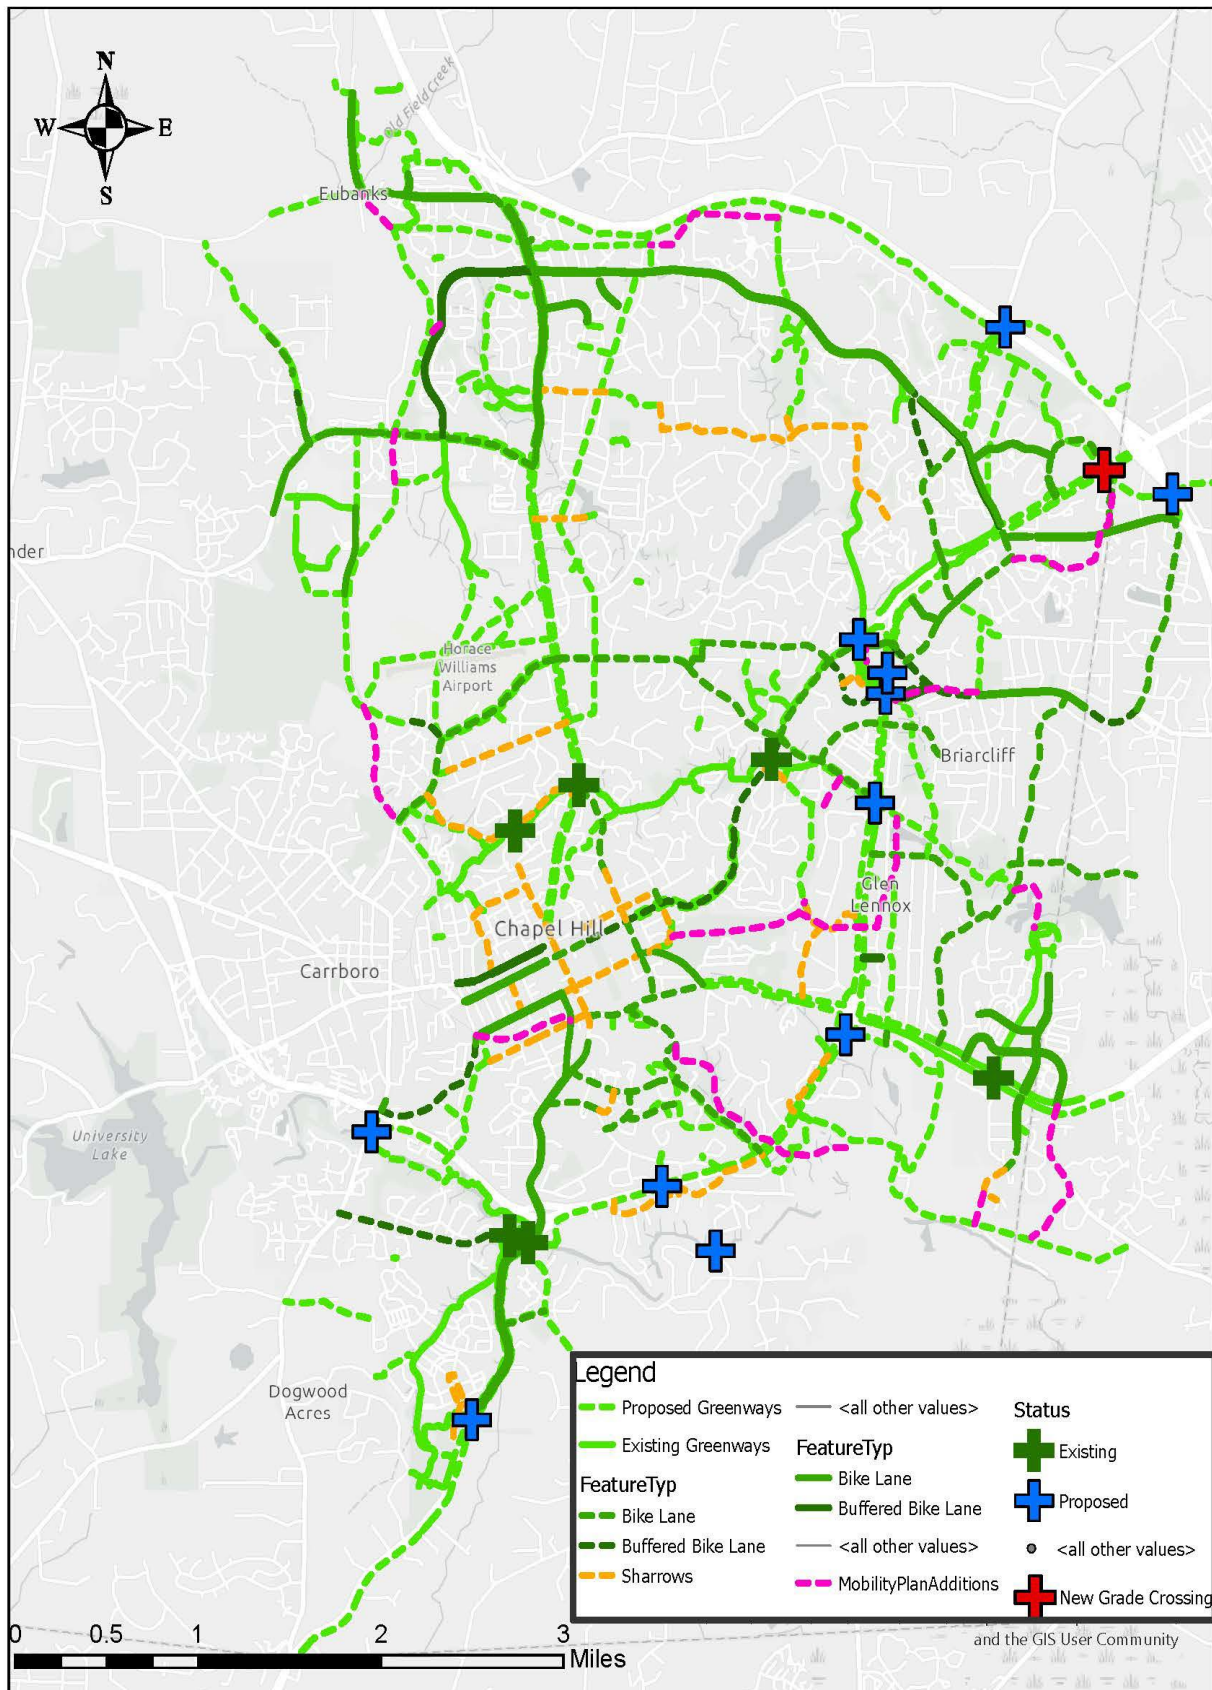 N
W E
S
Old Field Creek
Eubanks
nder
Horace
Williams
Airport
Briarcliff
Glen
Lennox
Chapel Hill
Carrboro
University
Lake
Dogwood
Acres
Legend
Proposed Greenways
Existing Greenways
FeatureTyp
Bike Lane
Buffered Bike Lane
Sharrows
<all other values>
FeatureTyp
Bike Lane
Buffered Bike Lane
<all other values>
MobilityPlanAdditions
Status
Existing
Proposed
<all other values>
New Grade Crossing
and the GIS User Community
0 0.5 1 2 3
Miles